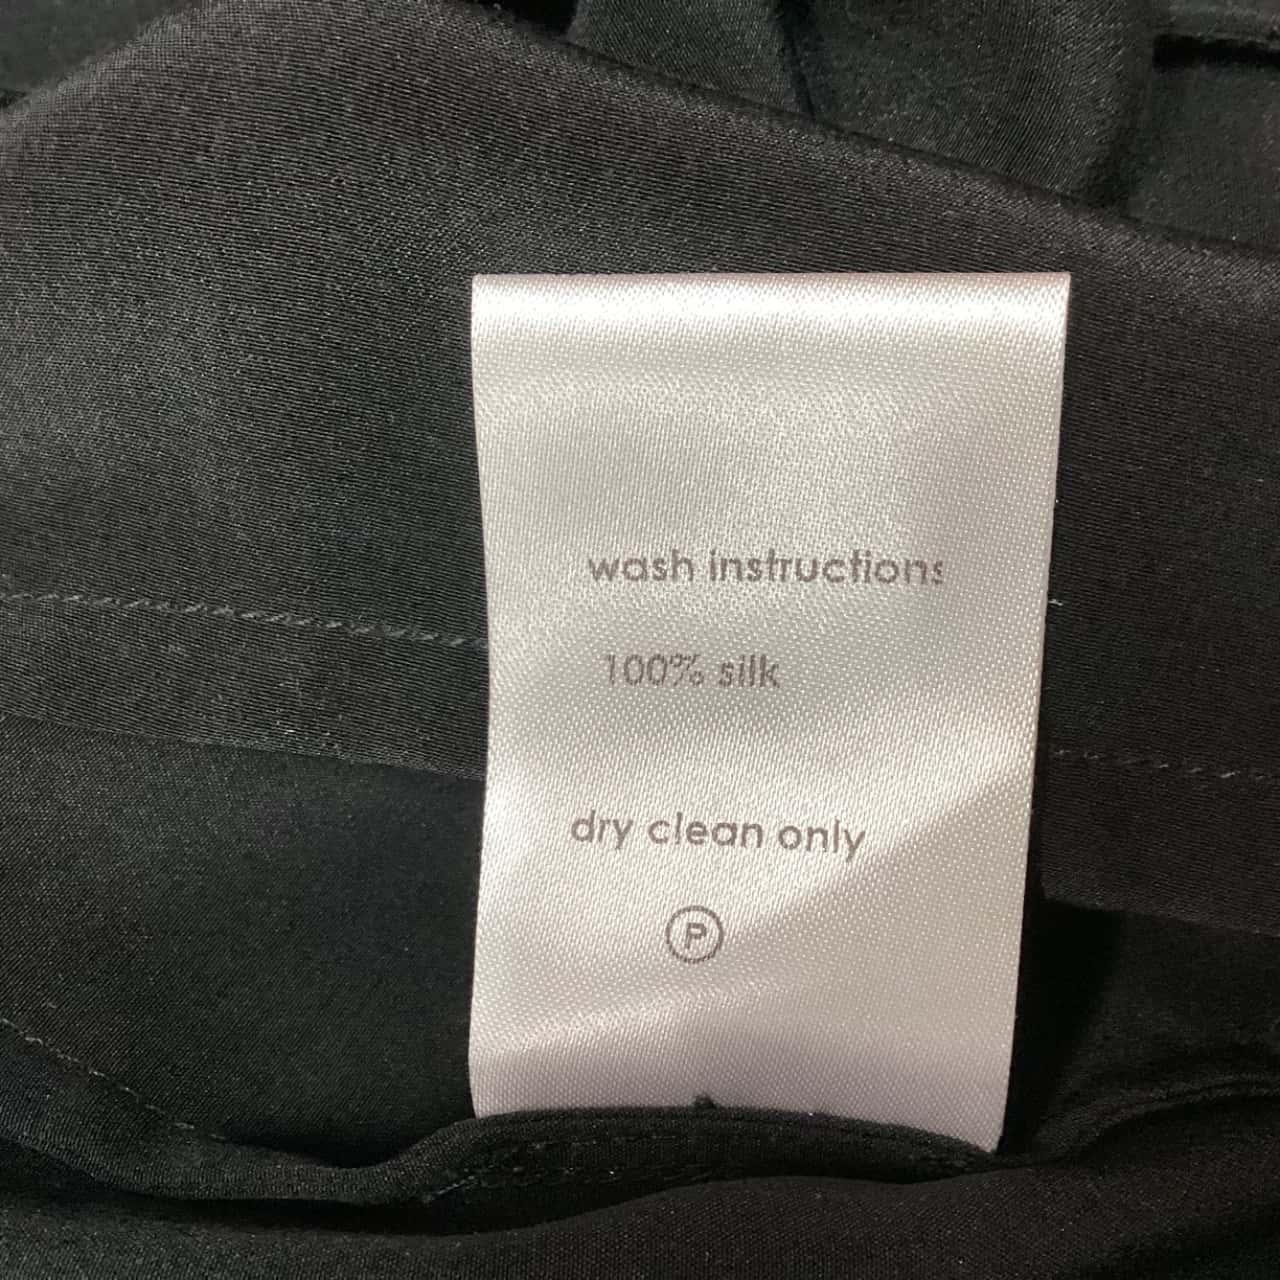 wash instructions
100% silk
dry clean only
P